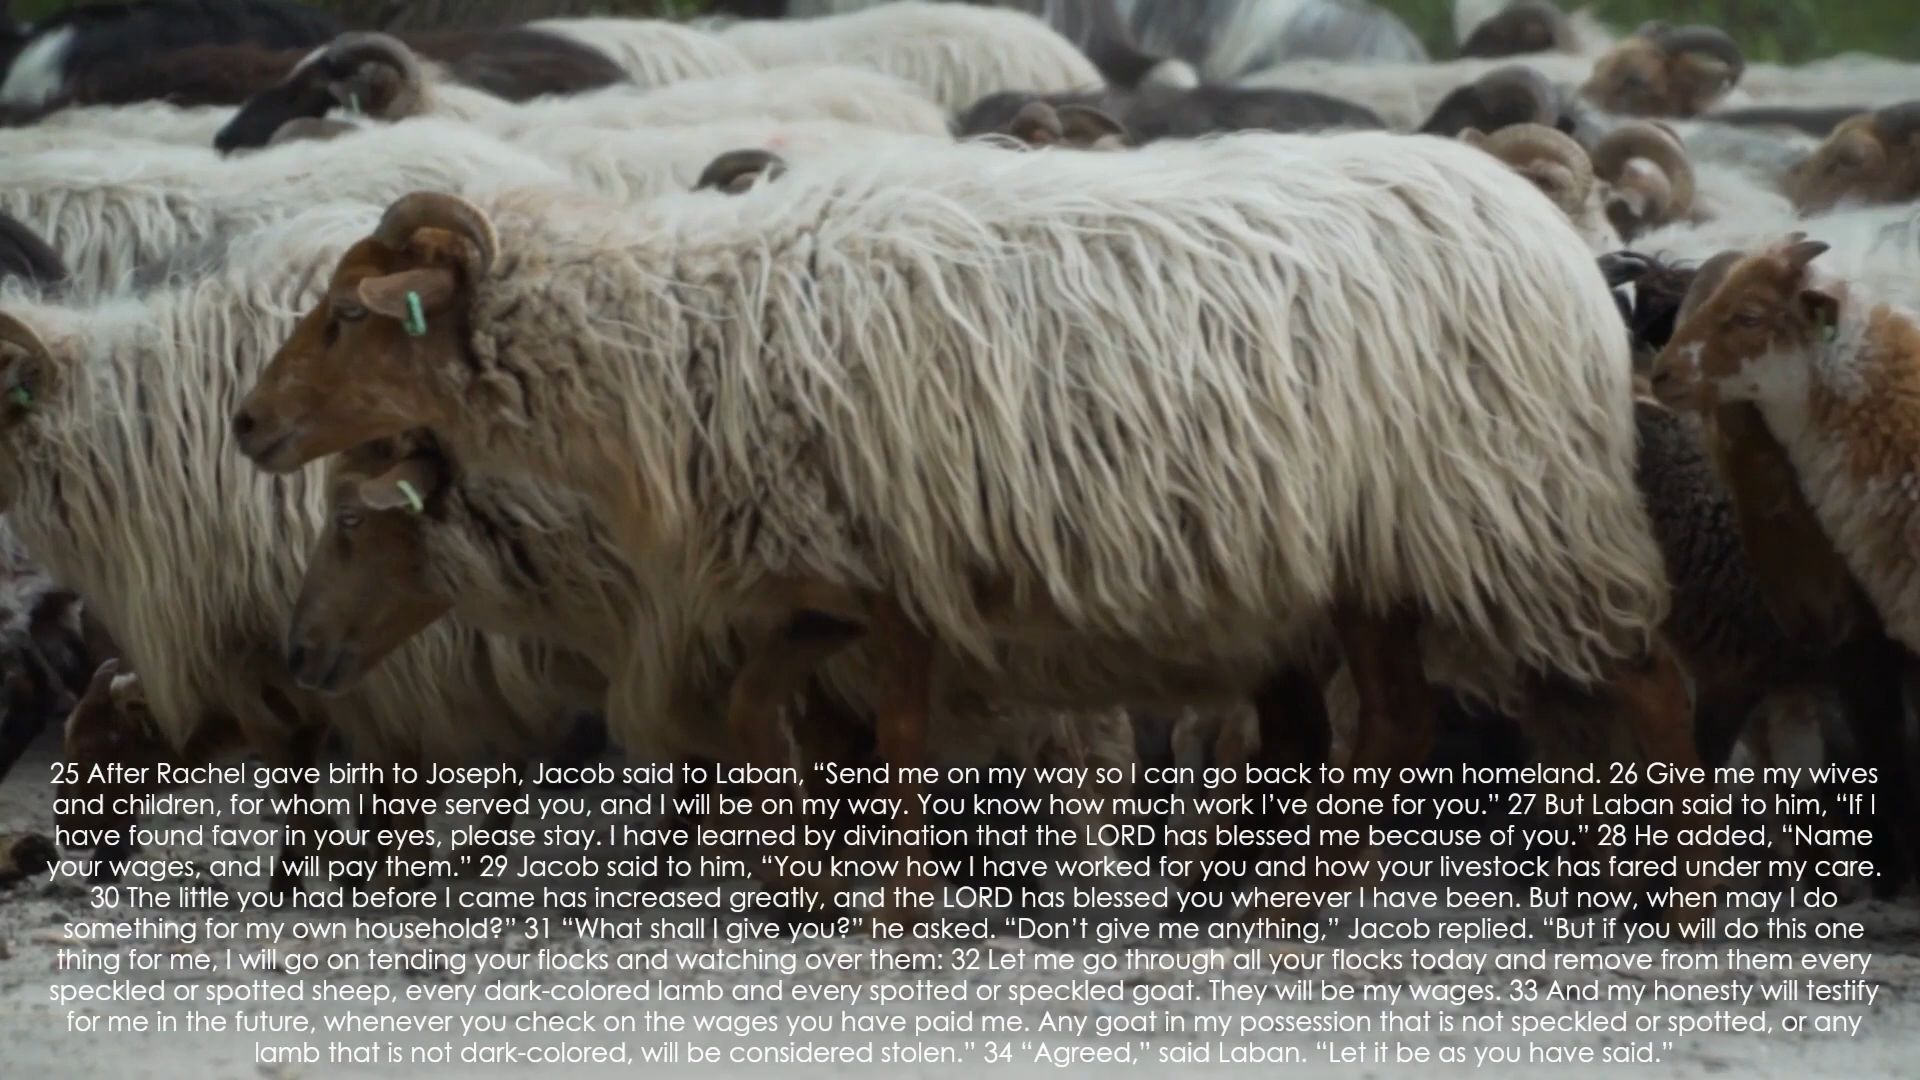 25 After Rachel gave birth to Joseph, Jacob said to Laban, “Send me on my way so I can go back to my own homeland. 26 Give me my wives
and children, for whom I have served you, and I will be on my way. You know how much work I’ve done for you.” 27 But Laban said to him, “If I
have found favor in your eyes, please stay. I have learned by divination that the LORD has blessed me because of you.” 28 He added, “Name
your wages, and I will pay them.” 29 Jacob said to him, “You know how I have worked for you and how your livestock has fared under my care.
30 The little you had before I came has increased greatly, and the LORD has blessed you wherever I have been. But now, when may I do
something for my own household?” 31 “What shall I give you?” he asked. “Don’t give me anything,” Jacob replied. “But if you will do this one
thing for me, I will go on tending your flocks and watching over them: 32 Let me go through all your flocks today and remove from them every
speckled or spotted sheep, every dark-colored lamb and every spotted or speckled goat. They will be my wages. 33 And my honesty will testify
for me in the future, whenever you check on the wages you have paid me. Any goat in my possession that is not speckled or spotted, or any
lamb that is not dark-colored, will be considered stolen.” 34 “Agreed,” said Laban. “Let it be as you have said.”